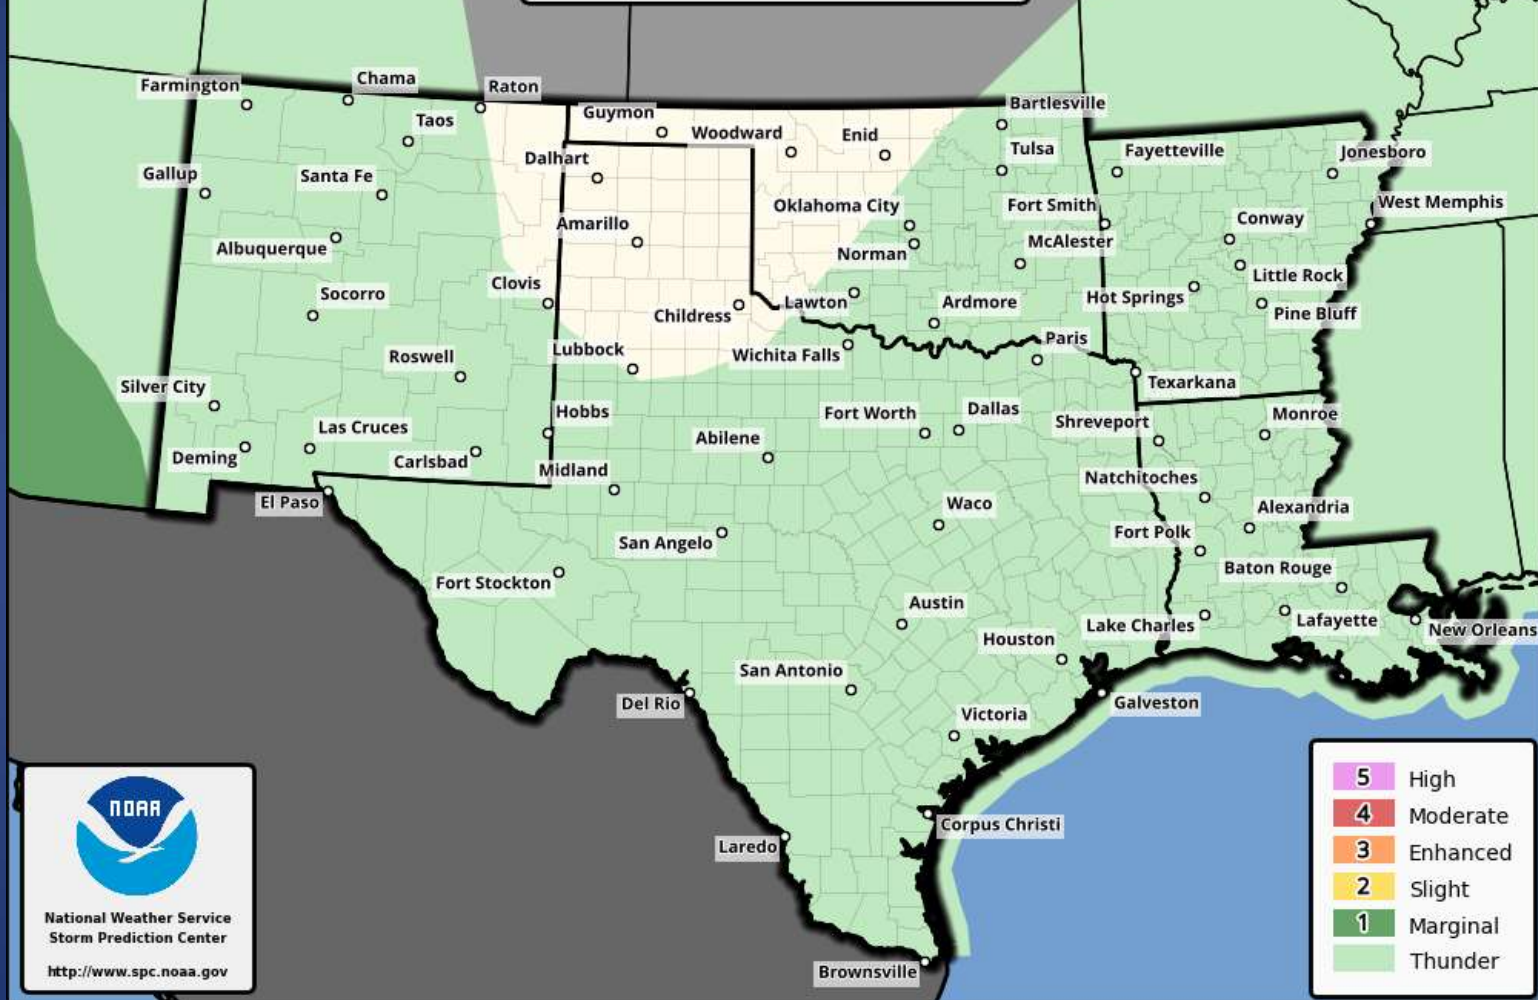 Chama
Farmington
Raton
Guymon
Bartlesville
Taos
Woodward
Enid
Tulsa
Fayetteville
Jonesboro
Dalhart
Gallup
Santa Fe
West Memphis
Oklahoma City
Fort Smith
Conway
Amarillo
McAlester
Albuquerque
Norman
Little Rock
Clovis
Socorro
Lawton
Ardmore
Hot Springs
Childress
Pine Bluff
Paris
Lubbock
Wichita Falls
Roswell
Texarkana
Silver City
Hobbs
Fort Worth
Dallas
Monroe
Shreveport
Las Cruces
Abilene
Deming
Carlsbad
Midland
Natchitoches
El Paso
Waco
Alexandria
Fort Polk
San Angelo
Baton Rouge
Fort Stockton
Austin
Lake Charles
Lafayette
New Orleans
Houston
San Antonio
Del Rio
Galveston
Victoria
Corpus Christi
Laredo
Brownsville
NOAA
National Weather Service
Storm Prediction Center
http://www.spc.noaa.gov
5 High
4 Moderate
3 Enhanced
2 Slight
1 Marginal
Thunder